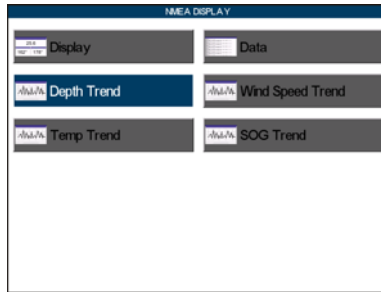 NMEA DISPLAY
Display
Data
Depth Trend
Wind Speed Trend
Temp Trend
SOG Trend